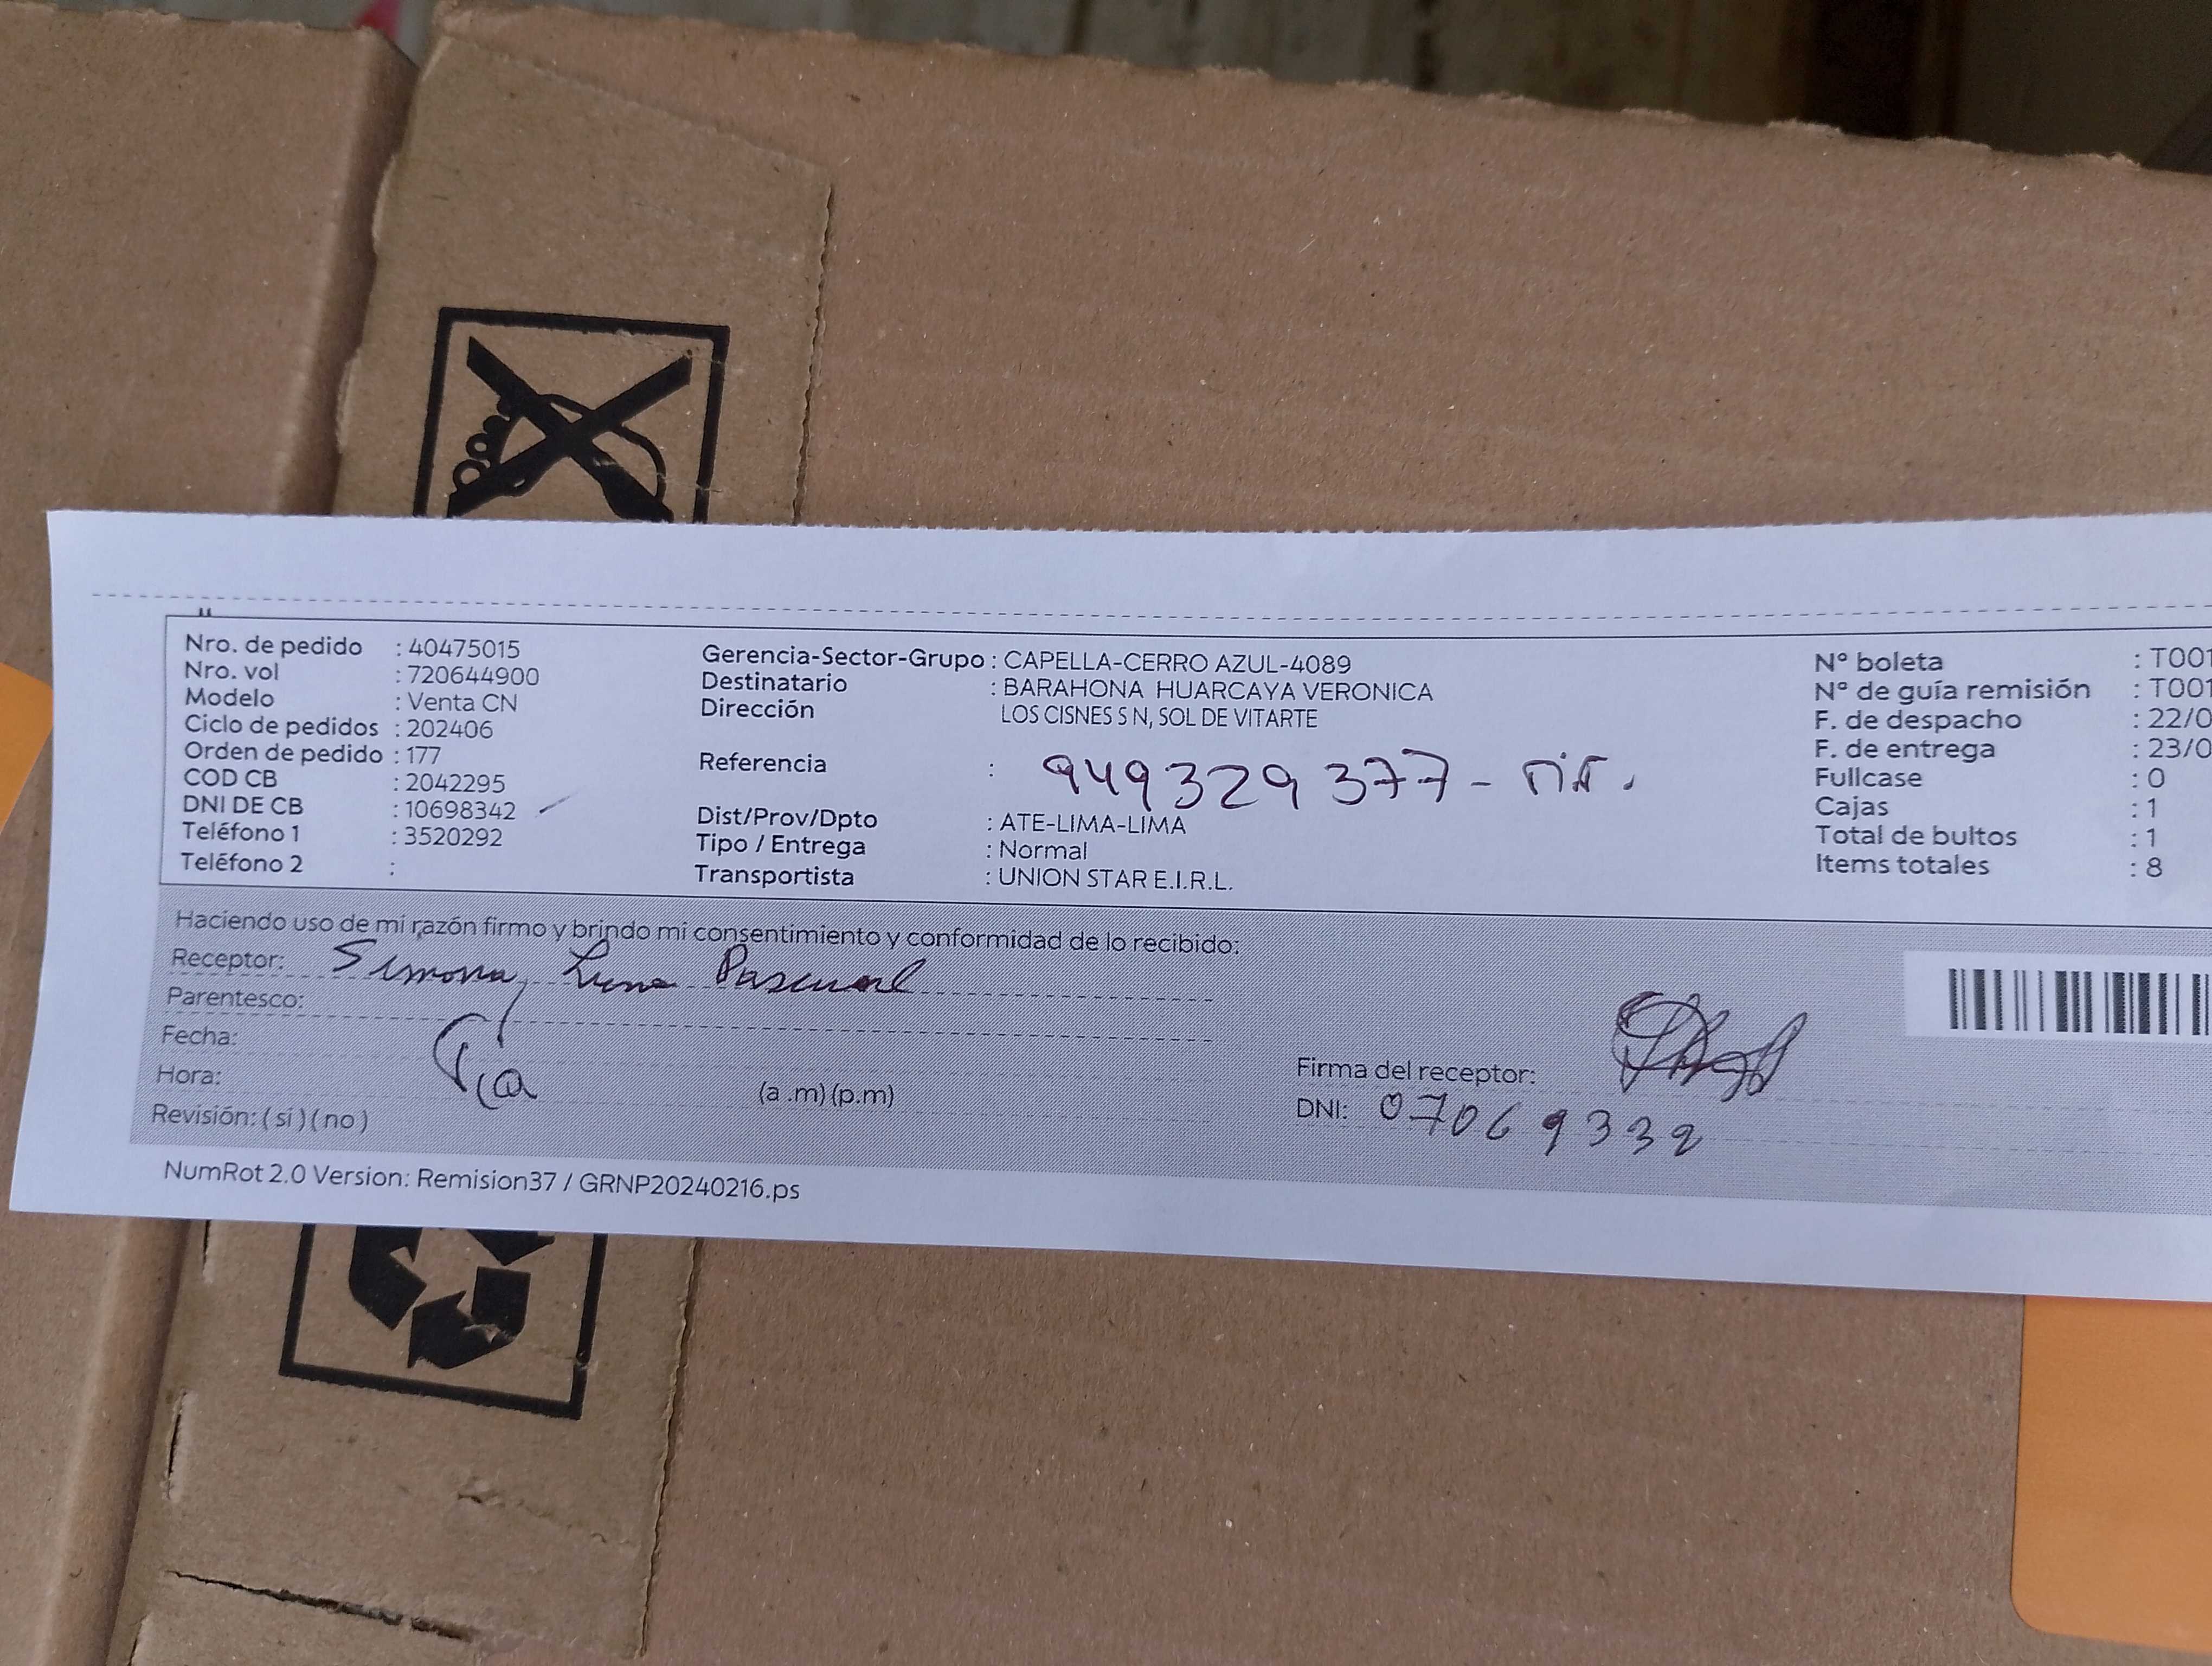 Nro. de pedido : 40475015
Nro. vol : 720644900
Modelo : Venta CN
Ciclo de pedidos : 202406
Orden de pedido : 177
COD CB : 2042295
DNI DE CB : 10698342
Teléfono 1 : 3520292
Teléfono 2 :
Gerencia-Sector-Grupo : CAPELLA-CERRO AZUL-4089
Destinatario : BARAHONA HUARCAYA VERONICA
Dirección LOS CISNES S N, SOL DE VITARTE
Referencia : 949329377 -
Dist/Prov/Dpto : ATE-LIMA-LIMA
Tipo / Entrega : Normal
Transportista : UNION STAR E.I.R.L.
Nº boleta : T001
Nº de guía remisión : T001
F. de despacho : 22/0
F. de entrega : 23/0
Fullcase : 0
Cajas : 1
Total de bultos : 1
Items totales : 8
Haciendo uso de mi razón firmo y brindo mi consentimiento y conformidad de lo recibido:
Receptor: Simona Luna Pascual
Parentesco:
Fecha: Tía
Hora: (a .m) (p.m)
Revisión: ( si ) ( no )
Firma del receptor:
DNI: 07069332
NumRot 2.0 Version: Remision37 / GRNP20240216.ps